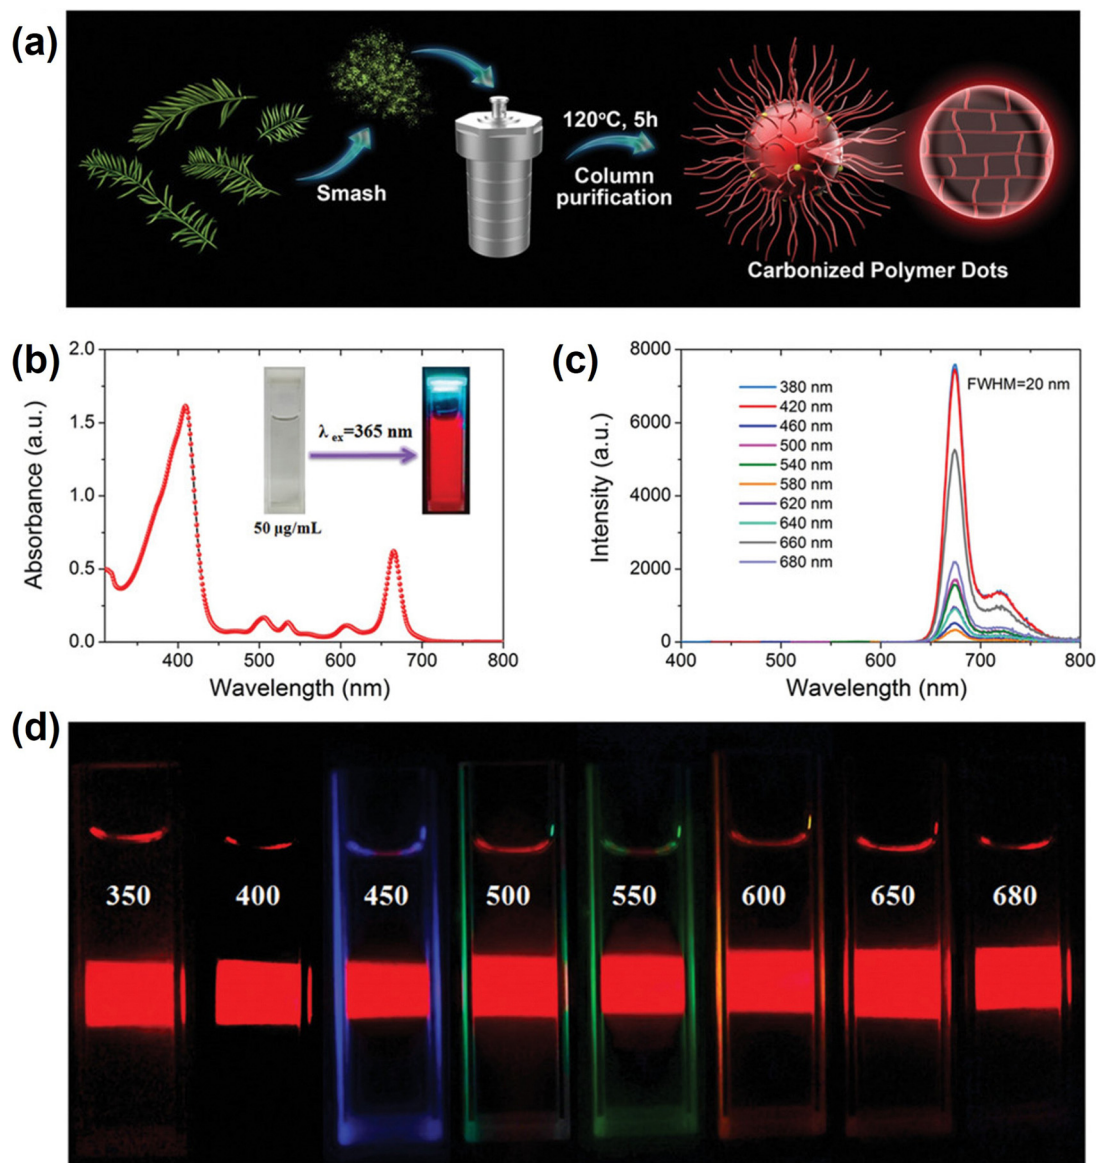 (a)
Smash
120°C, 5h
Column
purification
Carbonized Polymer Dots
(b)
2.0
1.5
1.0
0.5
0.0
Absorbance (a.u.)
λ ex=365 nm
50 μg/mL
400
500
600
700
800
Wavelength (nm)
(c)
8000
6000
4000
2000
0
Intensity (a.u.)
FWHM=20 nm
380 nm
420 nm
460 nm
500 nm
540 nm
580 nm
620 nm
640 nm
660 nm
680 nm
400
500
600
700
800
Wavelength (nm)
(d)
350
400
450
500
550
600
650
680